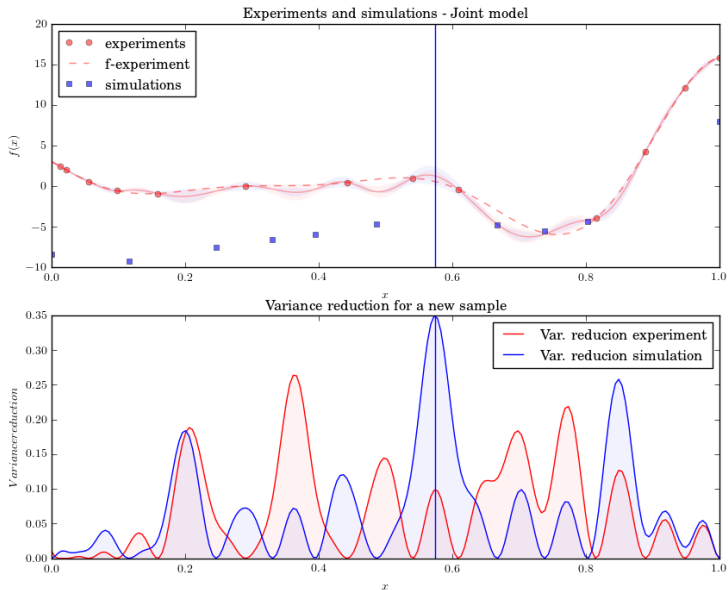 Experiments and simulations - Joint model
20
15
10
5
0
−5
−10
f(x)
experiments
f-experiment
simulations
0.0 0.2 0.4 0.6 0.8 1.0
x
Variance reduction for a new sample
0.35
0.30
0.25
0.20
0.15
0.10
0.05
0.00
Variancereduction
Var. reducion experiment
Var. reducion simulation
0.0 0.2 0.4 0.6 0.8 1.0
x